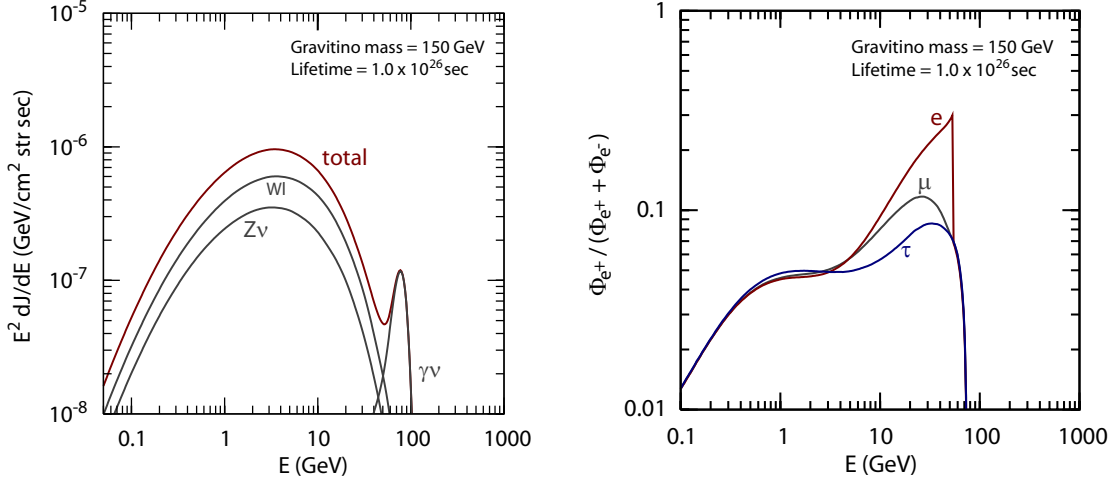 Gravitino mass = 150 GeV
Lifetime = 1.0 x 10^26 sec
E^2 dJ/dE (GeV/cm^2 str sec)
10^-5
10^-6
10^-7
10^-8
total
Wl
Zν
γν
0.1
1
10
100
1000
E (GeV)
Gravitino mass = 150 GeV
Lifetime = 1.0 x 10^26 sec
Φ_e+ / (Φ_e+ + Φ_e-)
1
0.1
0.01
e
μ
τ
0.1
1
10
100
1000
E (GeV)